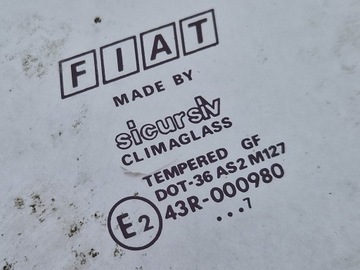 FIAT
MADE BY
sicursiv
CLIMAGLASS
TEMPERED GF
DOT-36 AS2 M127
E2 43R-000980
...7